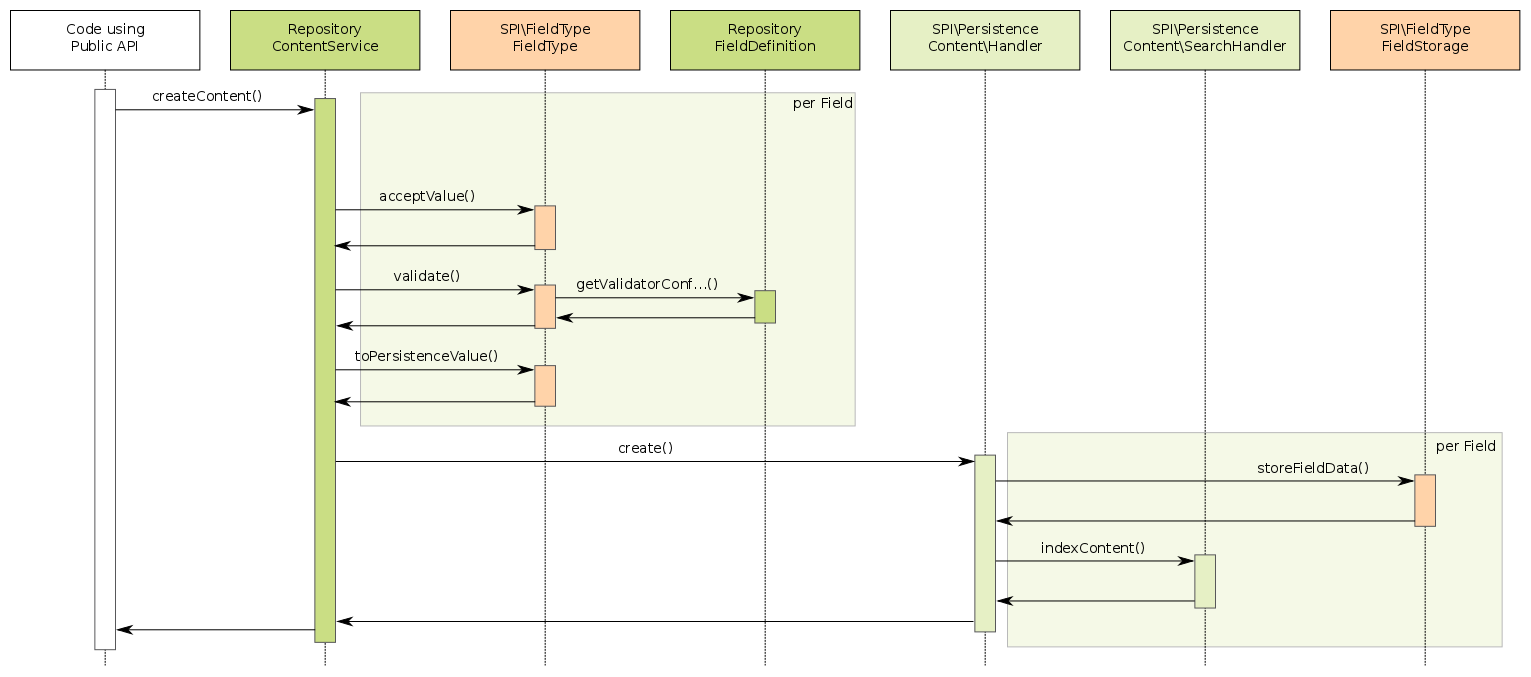 Code using
Public API
Repository
ContentService
SPI\FieldType
FieldType
Repository
FieldDefinition
SPI\Persistence
Content\Handler
SPI\Persistence
Content\SearchHandler
SPI\FieldType
FieldStorage
createContent()
per Field
acceptValue()
validate()
getValidatorConf...()
toPersistenceValue()
create()
per Field
storeFieldData()
indexContent()